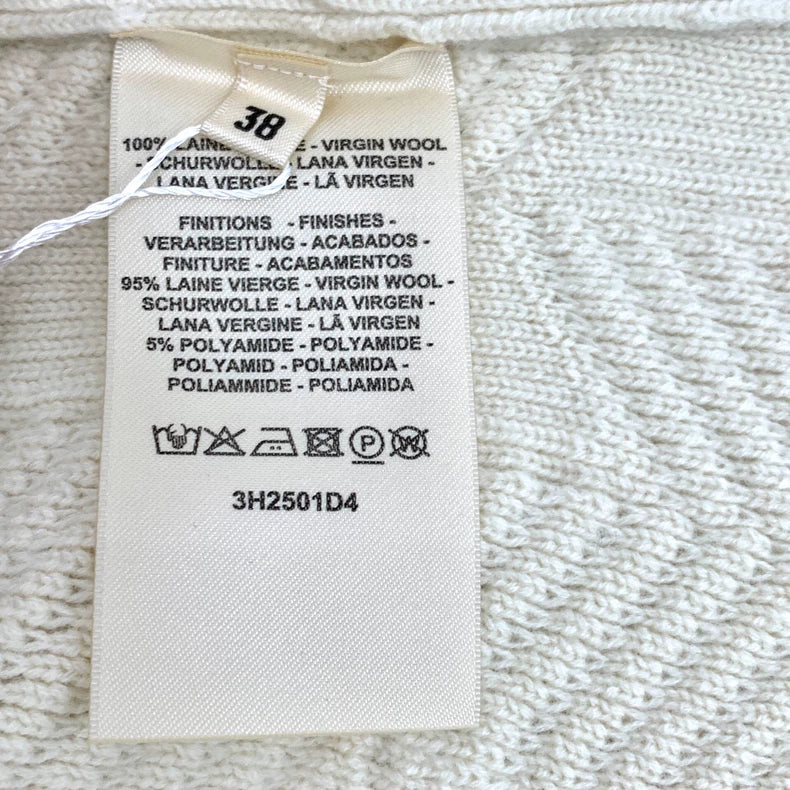 38
100% LAINE - VIRGIN WOOL
- SCHURWOLLE - LANA VIRGEN -
LANA VERGINE - LÃ VIRGEN
FINITIONS - FINISHES -
VERARBEITUNG - ACABADOS -
FINITURE - ACABAMENTOS
95% LAINE VIERGE - VIRGIN WOOL -
SCHURWOLLE - LANA VIRGEN -
LANA VERGINE - LÃ VIRGEN
5% POLYAMIDE - POLYAMIDE -
POLYAMID - POLIAMIDA -
POLIAMMIDE - POLIAMIDA
P W
3H2501D4